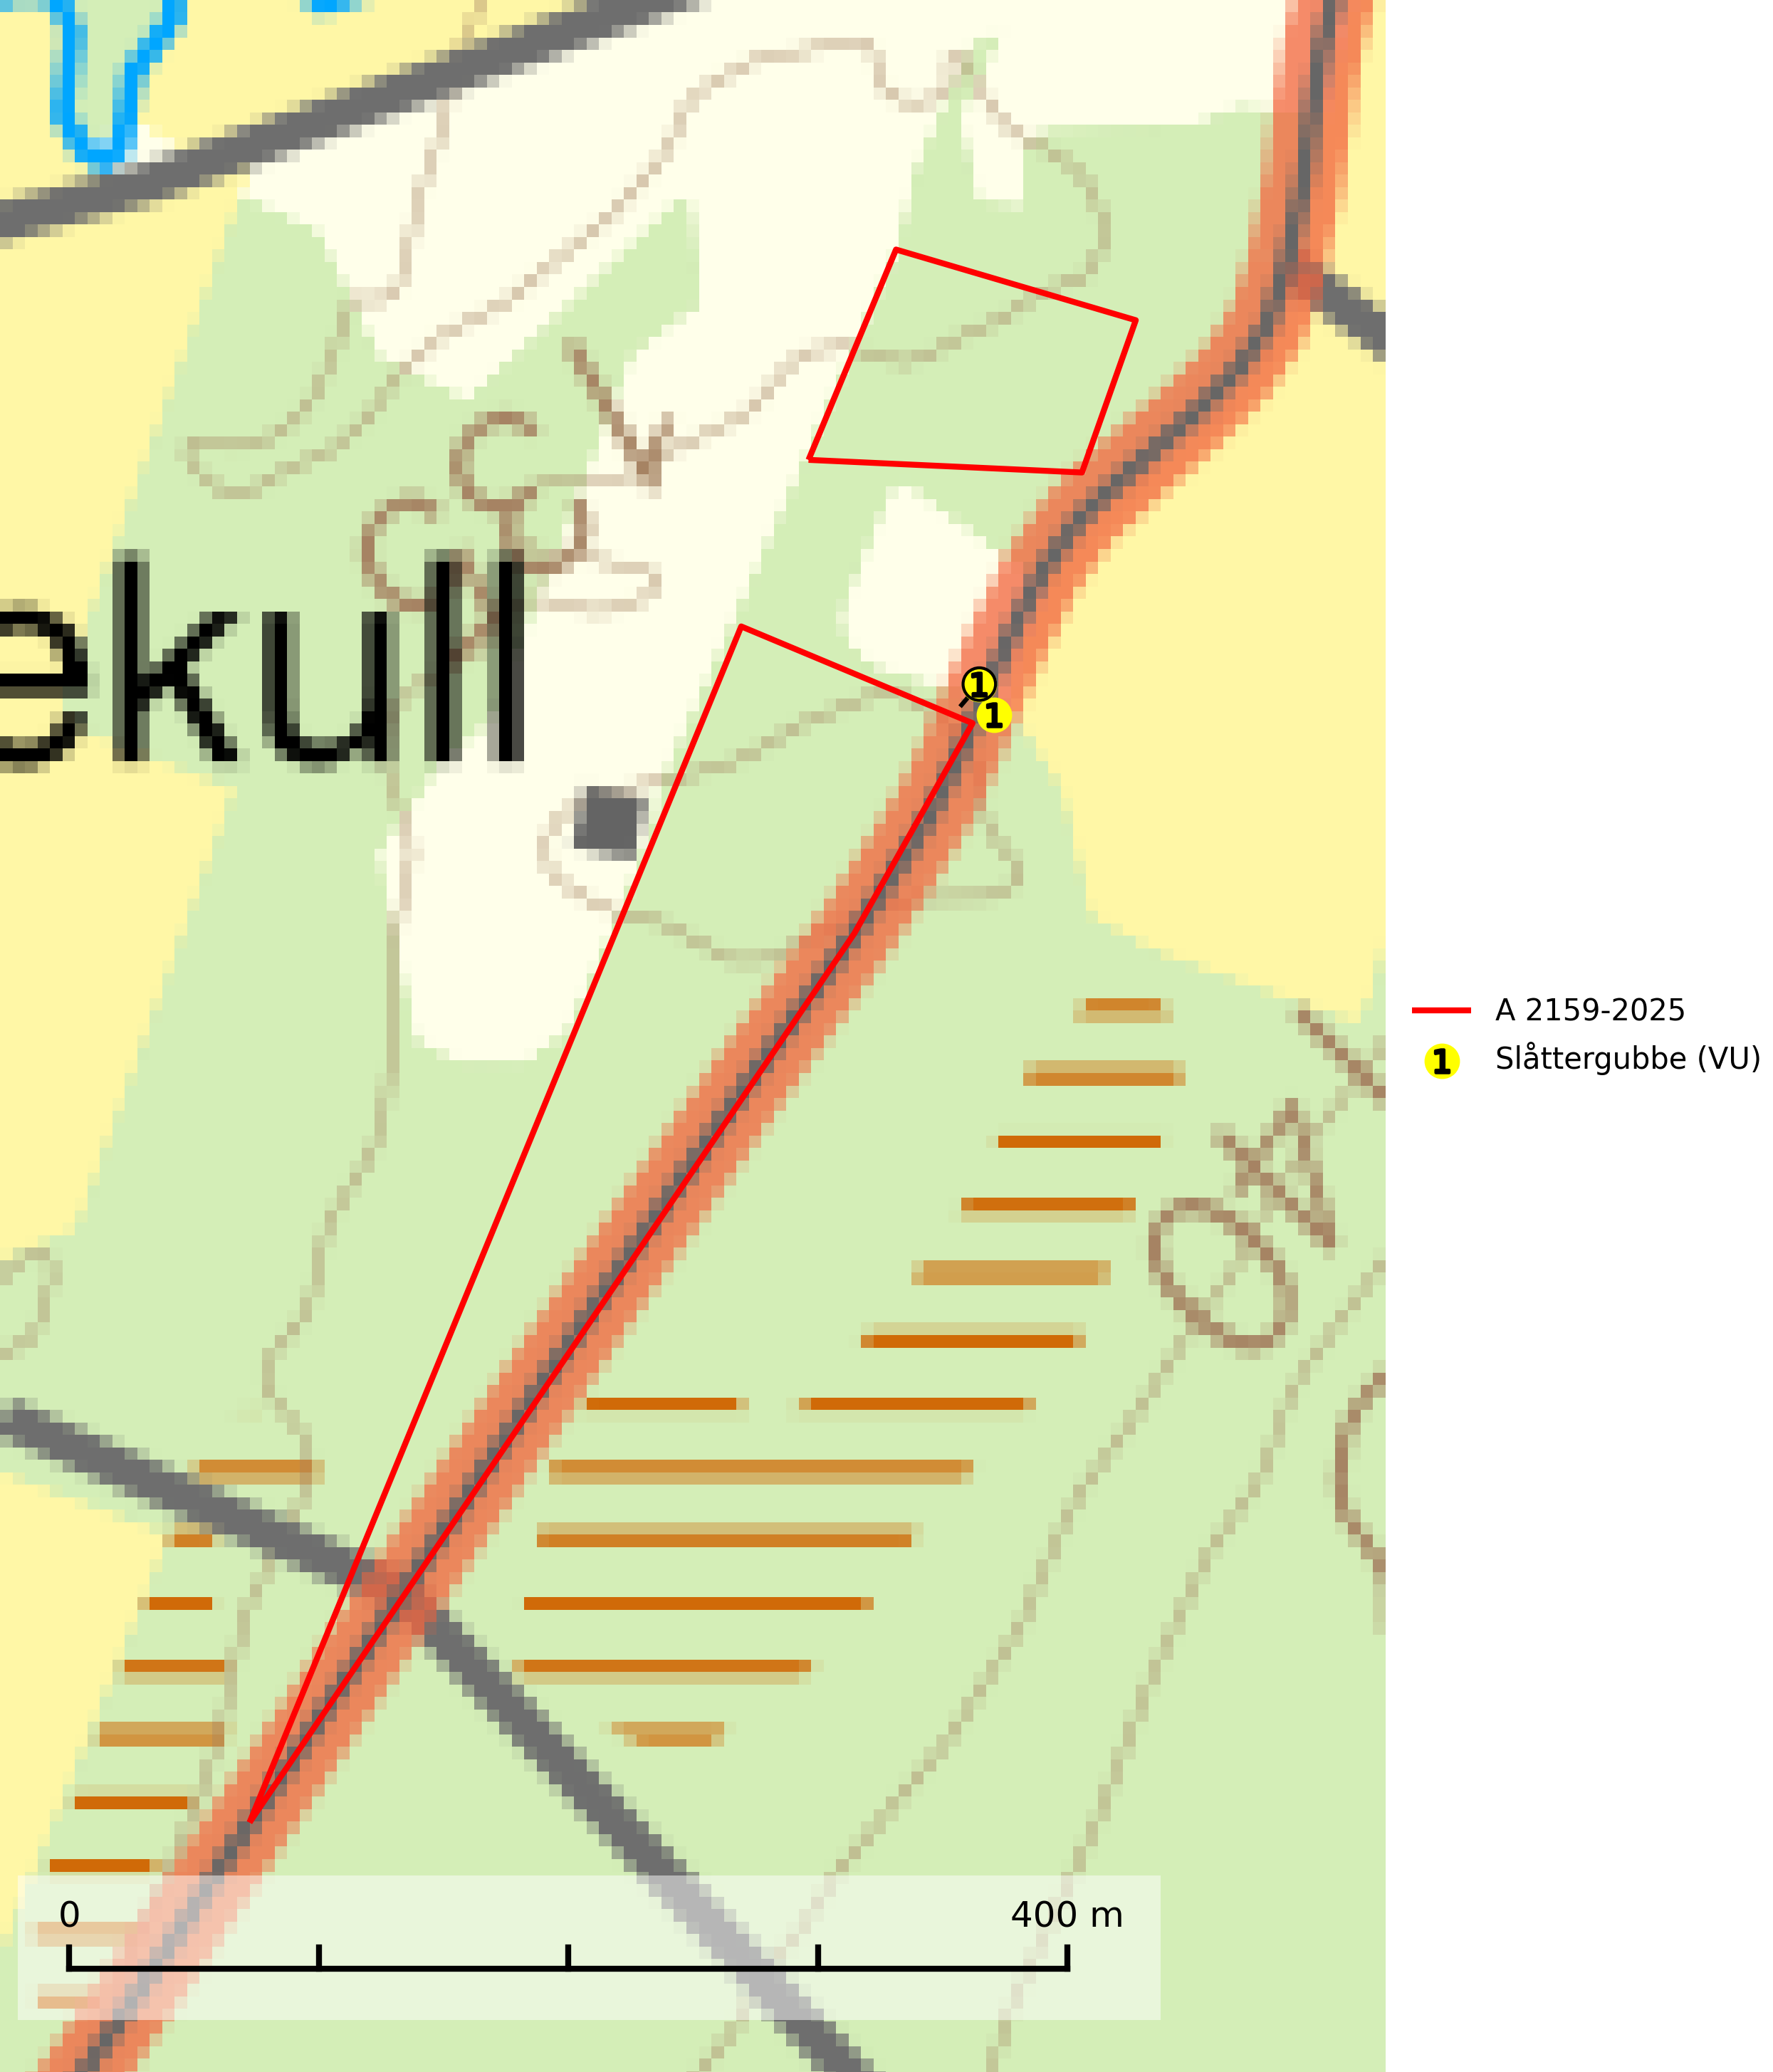 ekull
1
1
A 2159-2025
1 Slåttergubbe (VU)
0 400 m